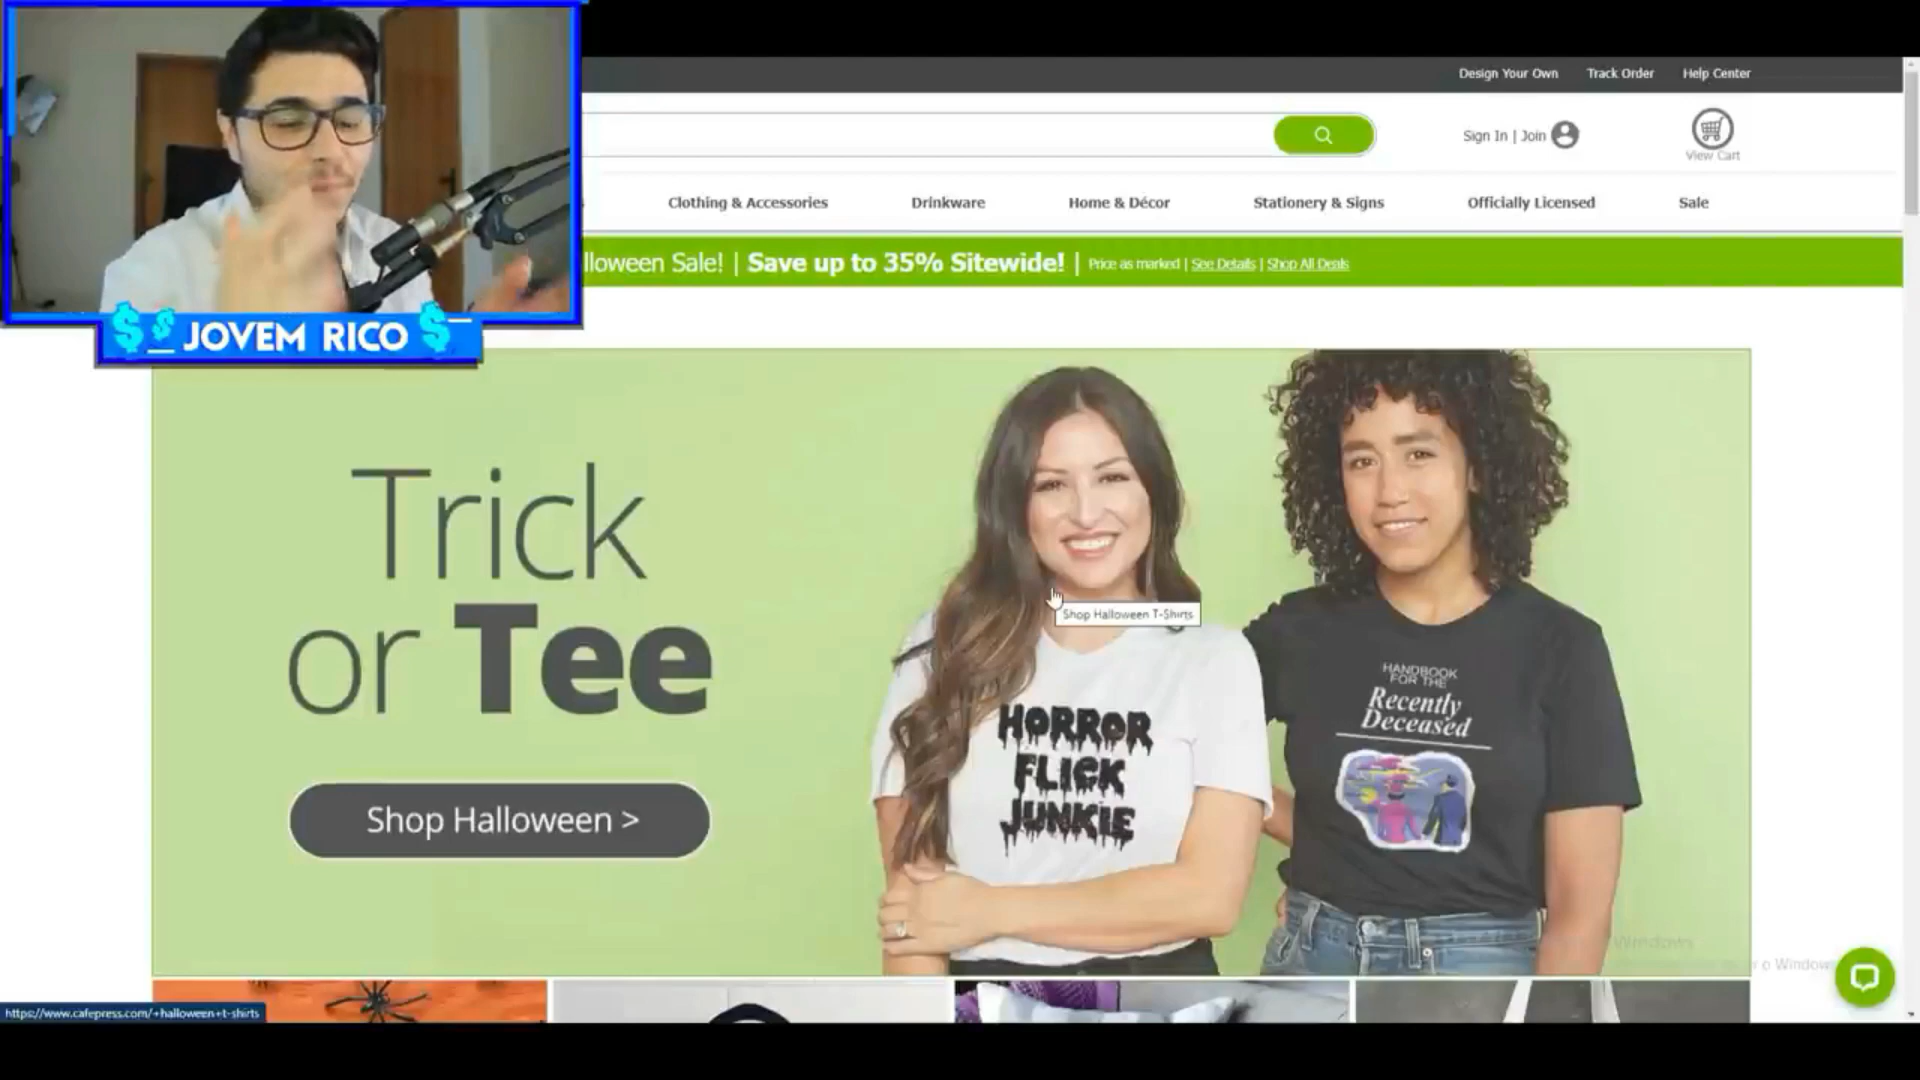 Design Your Own Track Order Help Center
Sign In | Join
View Cart
Clothing & Accessories Drinkware Home & Décor Stationery & Signs Officially Licensed Sale
lloween Sale! | Save up to 35% Sitewide! | Price as marked | See Details | Shop All Deals
$ $ JOVEM RICO $
Trick
or Tee
Shop Halloween >
Shop Halloween T-Shirts
HORROR
FLICK
JUNKIE
HANDBOOK
FOR THE
Recently
Deceased
Windows
o Windows
https://www.cafepress.com/+halloween+t-shirts